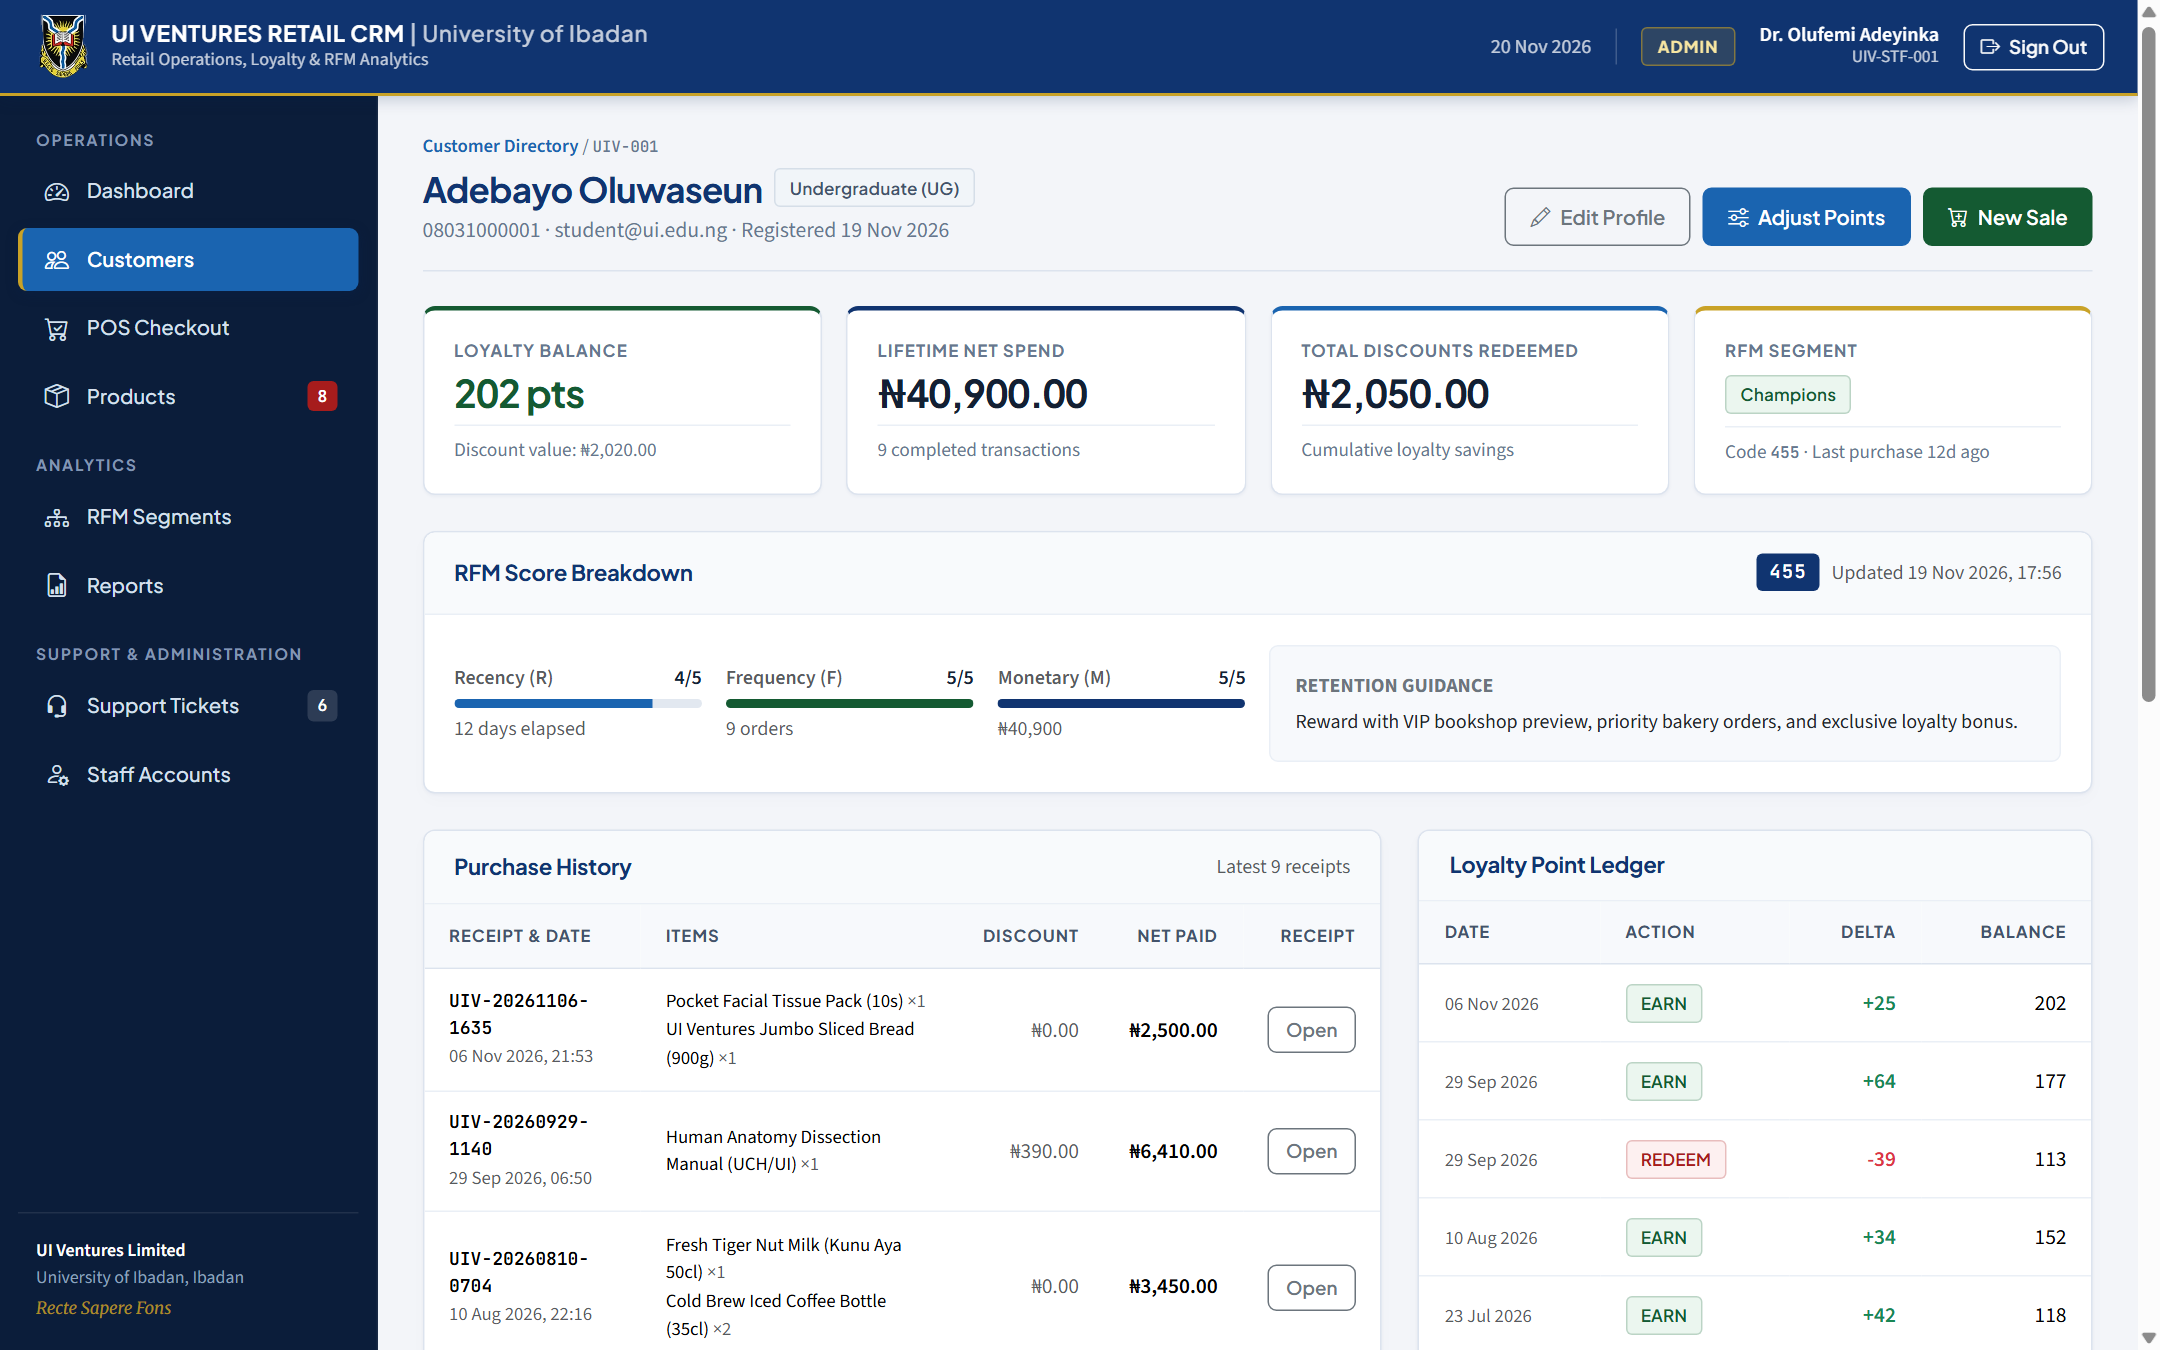 UI VENTURES RETAIL CRM | University of Ibadan
Retail Operations, Loyalty & RFM Analytics
20 Nov 2026
ADMIN
Dr. Olufemi Adeyinka
UIV-STF-001
Sign Out
OPERATIONS
Dashboard
Customers
POS Checkout
Products
8
ANALYTICS
RFM Segments
Reports
SUPPORT & ADMINISTRATION
Support Tickets
6
Staff Accounts
UI Ventures Limited
University of Ibadan, Ibadan
Recte Sapere Fons
Customer Directory / UIV-001
Adebayo Oluwaseun
Undergraduate (UG)
08031000001 · student@ui.edu.ng · Registered 19 Nov 2026
Edit Profile
Adjust Points
New Sale
LOYALTY BALANCE
202 pts
Discount value: ₦2,020.00
LIFETIME NET SPEND
₦40,900.00
9 completed transactions
TOTAL DISCOUNTS REDEEMED
₦2,050.00
Cumulative loyalty savings
RFM SEGMENT
Champions
Code 455 · Last purchase 12d ago
RFM Score Breakdown
455
Updated 19 Nov 2026, 17:56
Recency (R) 4/5
12 days elapsed
Frequency (F) 5/5
9 orders
Monetary (M) 5/5
₦40,900
RETENTION GUIDANCE
Reward with VIP bookshop preview, priority bakery orders, and exclusive loyalty bonus.
Purchase History
Latest 9 receipts
RECEIPT & DATE ITEMS DISCOUNT NET PAID RECEIPT
UIV-20261106-
1635
06 Nov 2026, 21:53
Pocket Facial Tissue Pack (10s) ×1
UI Ventures Jumbo Sliced Bread
(900g) ×1
₦0.00
₦2,500.00
Open
UIV-20260929-
1140
29 Sep 2026, 06:50
Human Anatomy Dissection
Manual (UCH/UI) ×1
₦390.00
₦6,410.00
Open
UIV-20260810-
0704
10 Aug 2026, 22:16
Fresh Tiger Nut Milk (Kunu Aya
50cl) ×1
Cold Brew Iced Coffee Bottle
(35cl) ×2
₦0.00
₦3,450.00
Open
Loyalty Point Ledger
DATE ACTION DELTA BALANCE
06 Nov 2026 EARN +25 202
29 Sep 2026 EARN +64 177
29 Sep 2026 REDEEM -39 113
10 Aug 2026 EARN +34 152
23 Jul 2026 EARN +42 118